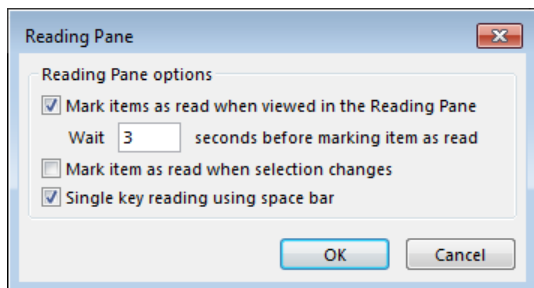 Reading Pane
Reading Pane options
Mark items as read when viewed in the Reading Pane
Wait 3 seconds before marking item as read
Mark item as read when selection changes
Single key reading using space bar
OK Cancel